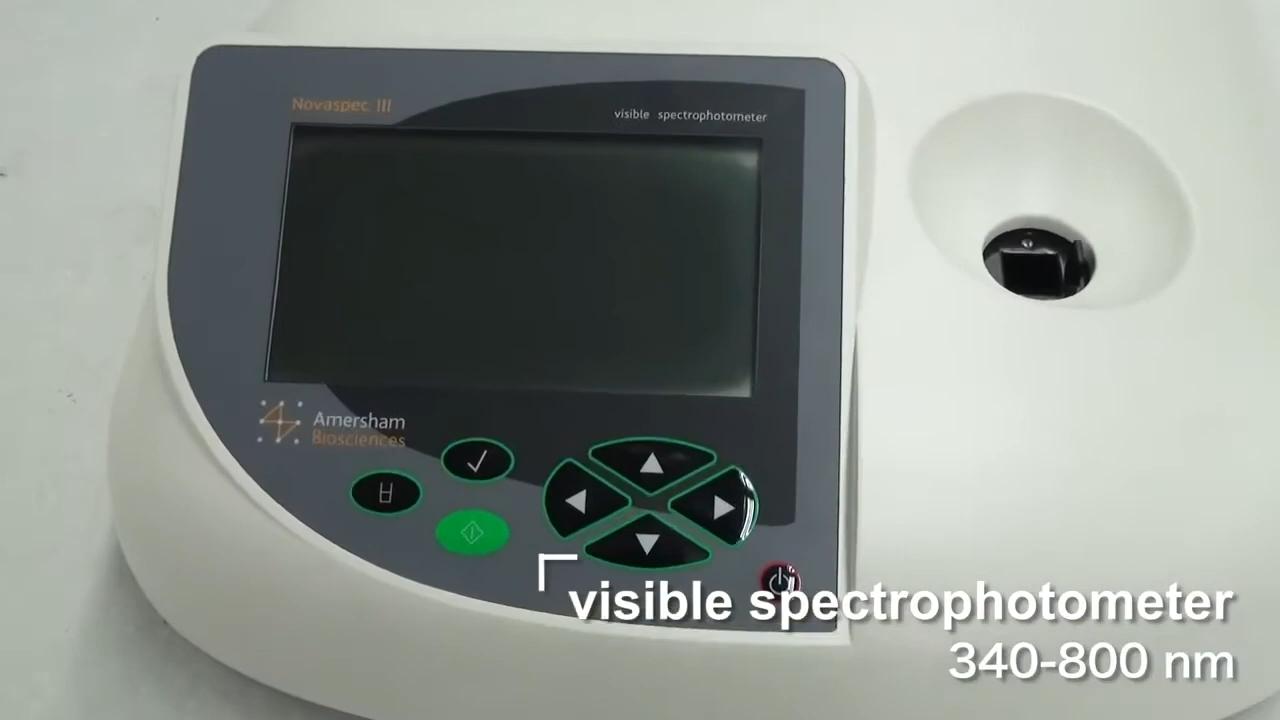 Novaspec III
visible spectrophotometer
Amersham
Biosciences
visible spectrophotometer
340-800 nm